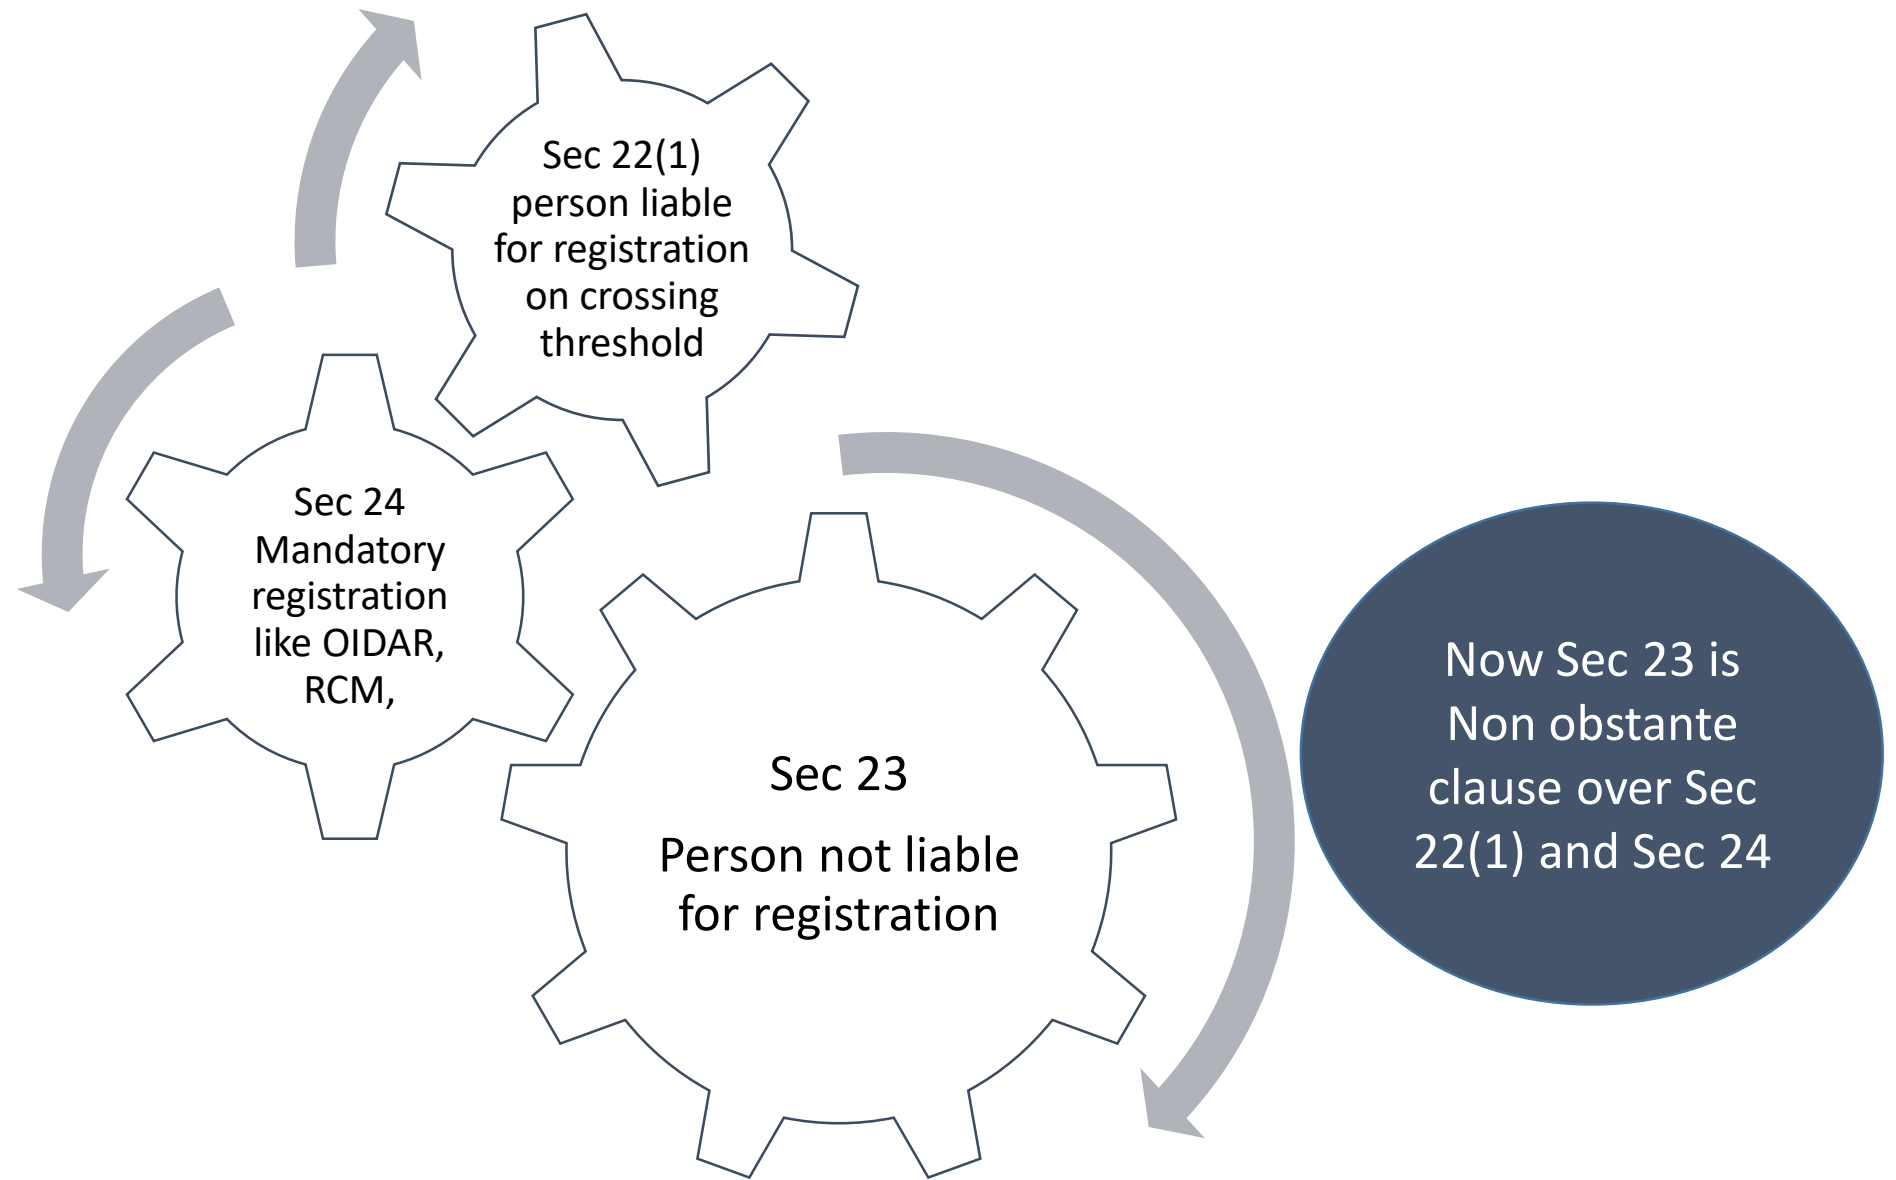 Sec 22(1)
person liable
for registration
on crossing
threshold
Sec 24
Mandatory
registration
like OIDAR,
RCM,
Sec 23
Person not liable
for registration
Now Sec 23 is
Non obstante
clause over Sec
22(1) and Sec 24